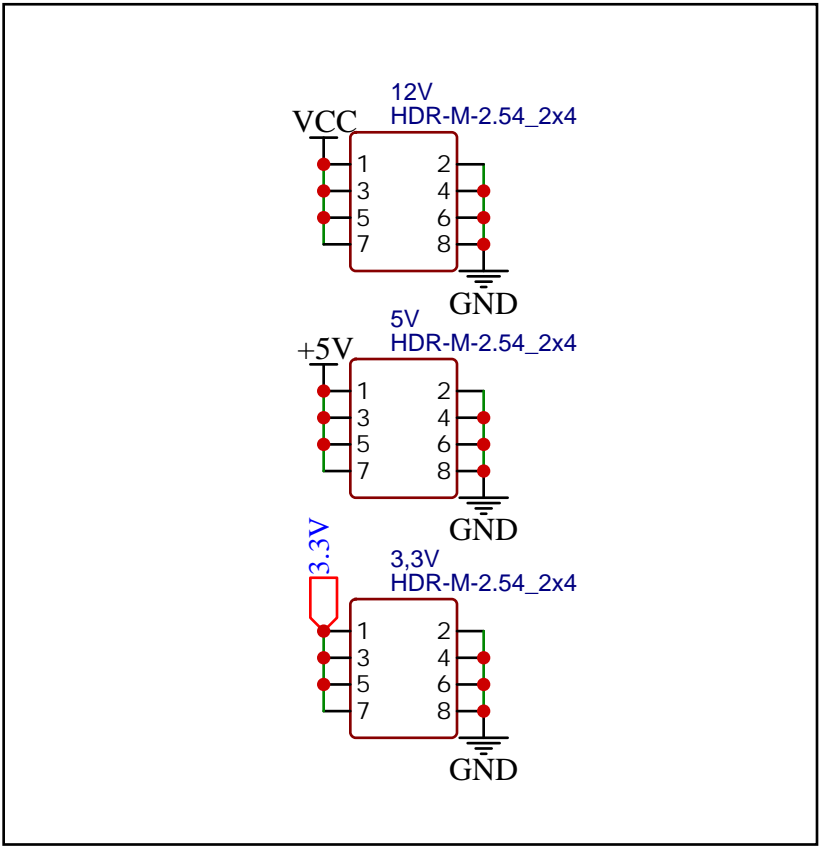 12V
HDR-M-2.54_2x4
VCC
1 2
3 4
5 6
7 8
GND
5V
HDR-M-2.54_2x4
+5V
1 2
3 4
5 6
7 8
GND
3.3V
3,3V
HDR-M-2.54_2x4
1 2
3 4
5 6
7 8
GND